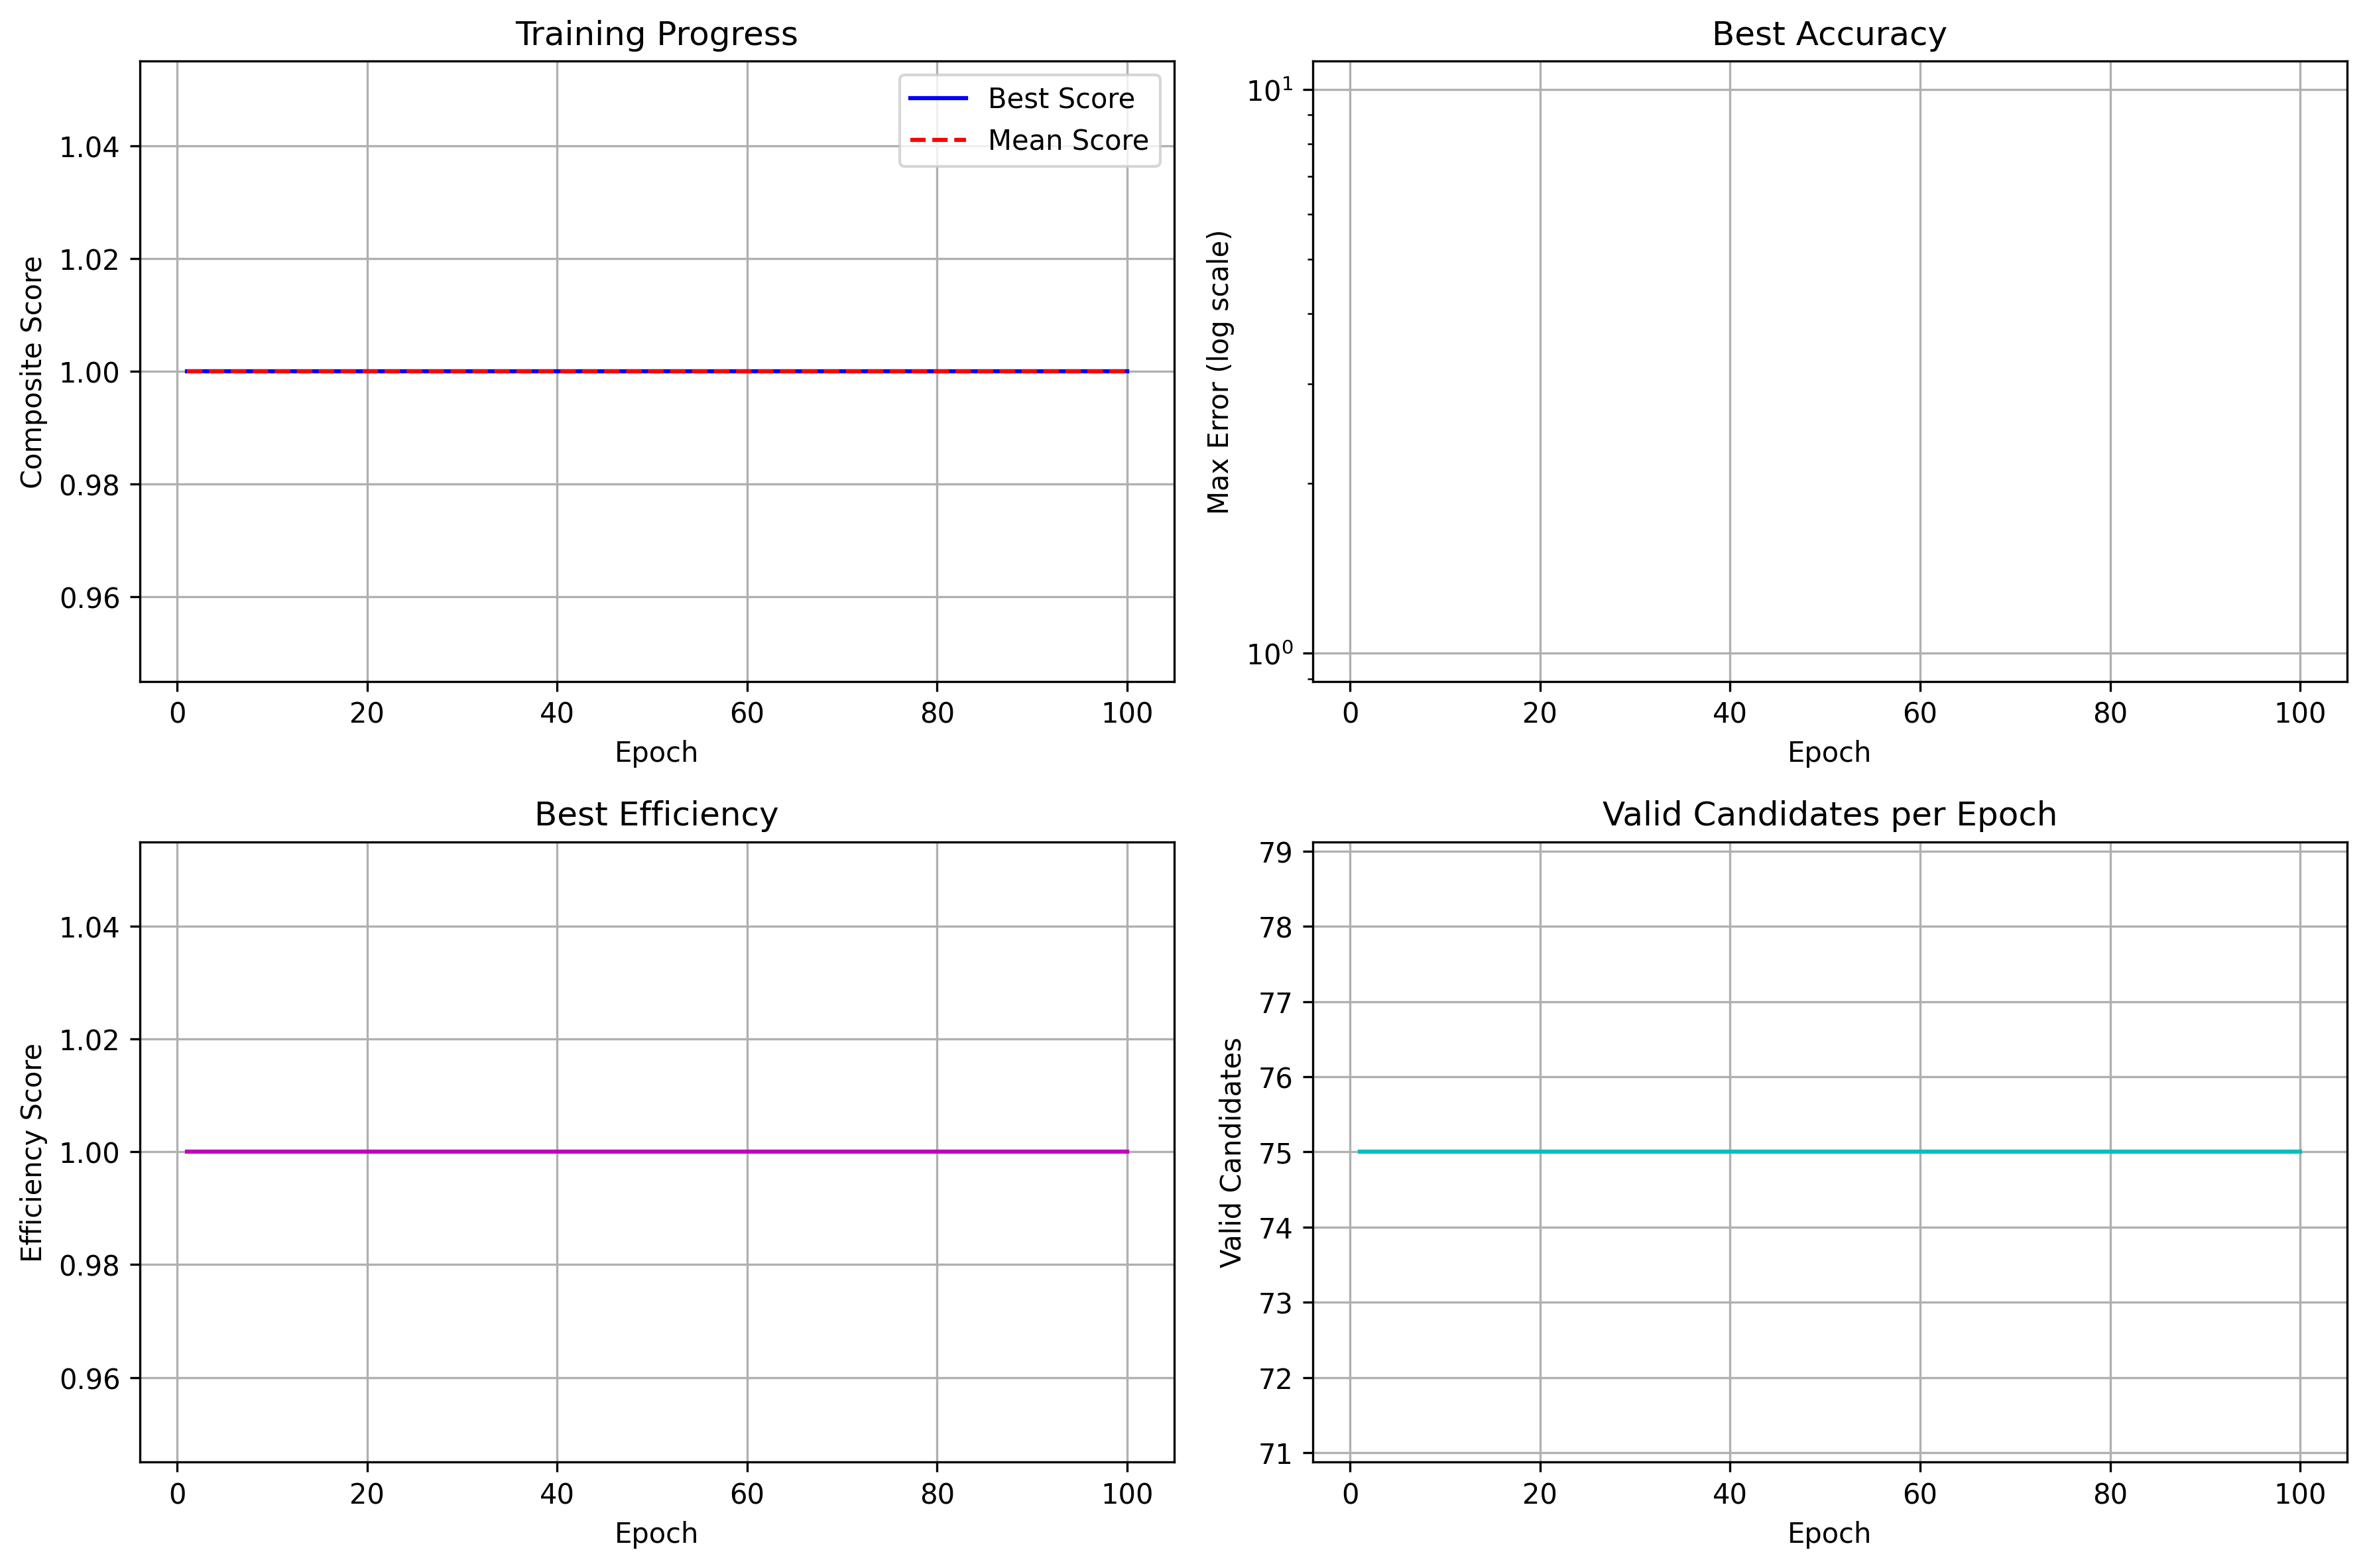 Training Progress
Composite Score
1.04
1.02
1.00
0.98
0.96
Best Score
Mean Score
0 20 40 60 80 100
Epoch
Best Accuracy
Max Error (log scale)
10¹
10⁰
0 20 40 60 80 100
Epoch
Best Efficiency
Efficiency Score
1.04
1.02
1.00
0.98
0.96
0 20 40 60 80 100
Epoch
Valid Candidates per Epoch
Valid Candidates
79
78
77
76
75
74
73
72
71
0 20 40 60 80 100
Epoch